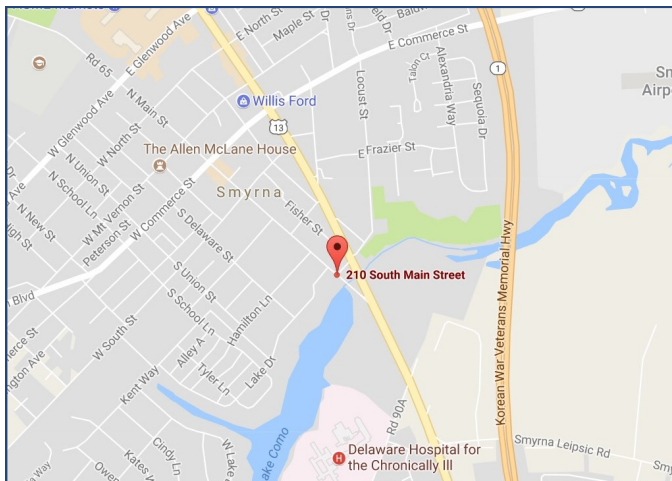 E Glenwood Ave
E North St
Maple St
E Commerce St
Rd 65
N Main St
Willis Ford
13
Locust St
Talon Ct
Alexandria Way
Sequoia Dr
1
W Glenwood Ave
W North St
N Union St
The Allen McLane House
E Frazier St
N School Ln
W Mt Vernon St
Smyrna
Fisher St
N New St
Peterson St
W Commerce St
S Delaware St
210 South Main Street
S Union St
S School Ln
Hamilton Ln
W South St
Alley A
Tyler Ln
Lake Dr
Kent Way
Korean War Veterans Memorial Hwy
Rd 90A
Cindy Ln
Delaware Hospital for
the Chronically Ill
Smyrna Leipsic Rd